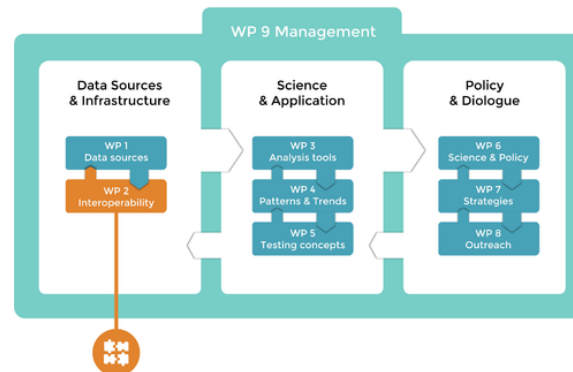 WP 9 Management
Data Sources
& Infrastructure
WP 1
Data sources
WP 2
Interoperability
Science
& Application
WP 3
Analysis tools
WP 4
Patterns & Trends
WP 5
Testing concepts
Policy
& Diologue
WP 6
Science & Policy
WP 7
Strategies
WP 8
Outreach